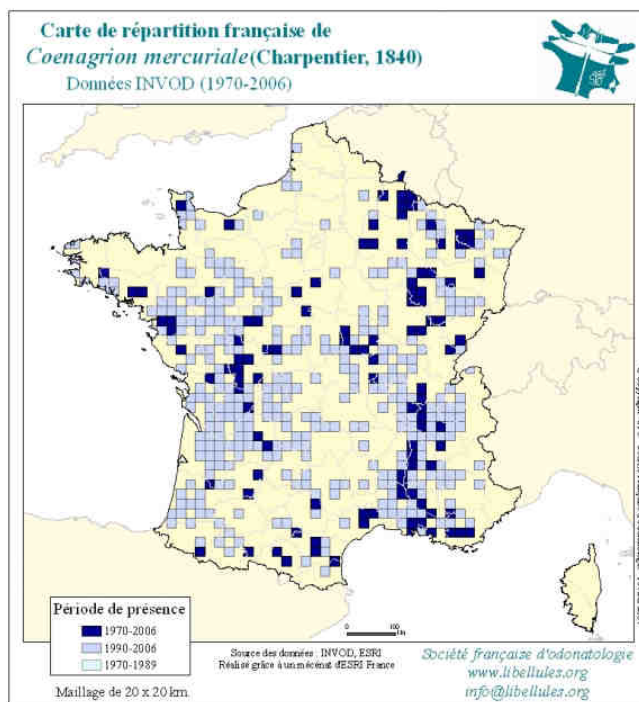 Carte de répartition française de
Coenagrion mercuriale (Charpentier, 1840)
Données INVOD (1970-2006)
Période de présence
1970-2006
1990-2006
1970-1989
Maillage de 20 x 20 km
0 100
km
Source des données : INVOD, ESRI
Réalisé grâce à un mécénat d'ESRI France
Société française d'odonatologie
www.libellules.org
info@libellules.org